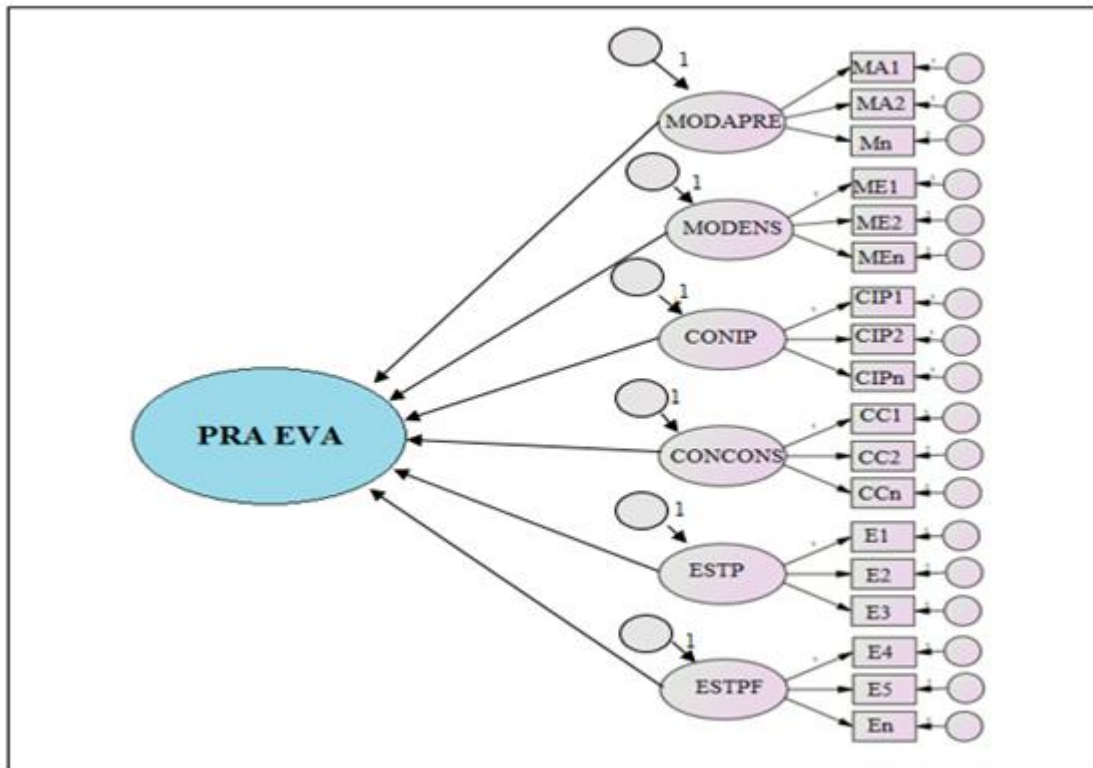 1
MODAPRE
MA1
MA2
Mn
1
MODENS
ME1
ME2
MEn
1
CONIP
CIP1
CIP2
CIPn
PRA EVA
1
CONCONS
CC1
CC2
CCn
1
ESTP
E1
E2
E3
1
ESTPF
E4
E5
En